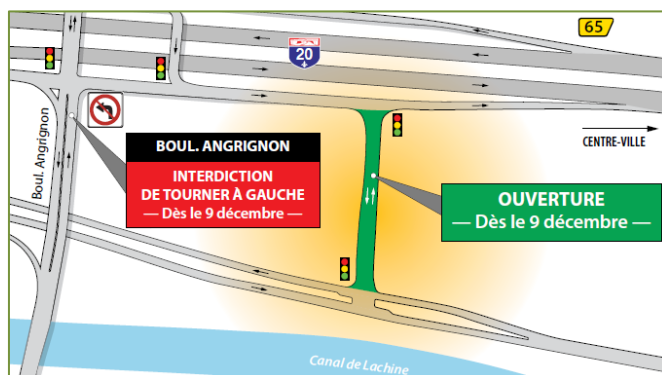 65
20
CENTRE-VILLE
Boul. Angrignon
BOUL. ANGRIGNON
INTERDICTION
DE TOURNER À GAUCHE
— Dès le 9 décembre —
OUVERTURE
— Dès le 9 décembre —
Canal de Lachine